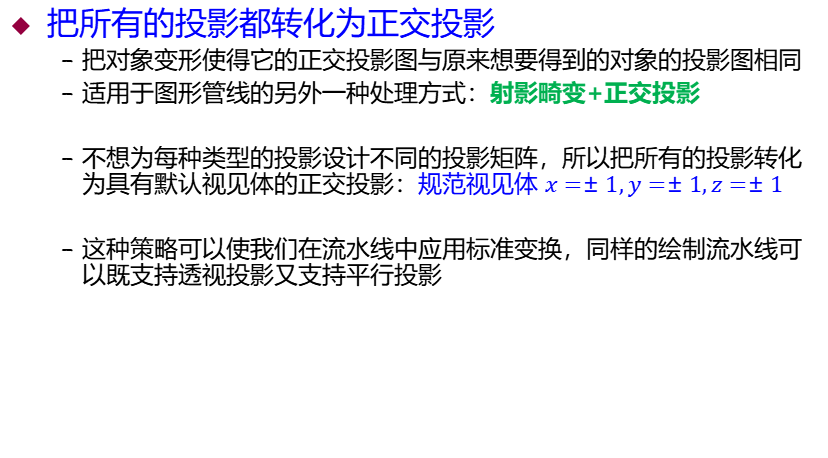 把所有的投影都转化为正交投影
– 把对象变形使得它的正交投影图与原来想要得到的对象的投影图相同
– 适用于图形管线的另外一种处理方式：射影畸变+正交投影
– 不想为每种类型的投影设计不同的投影矩阵，所以把所有的投影转化
为具有默认视见体的正交投影：规范视见体 x =± 1, y =± 1, z =± 1
– 这种策略可以使我们在流水线中应用标准变换，同样的绘制流水线可
以既支持透视投影又支持平行投影